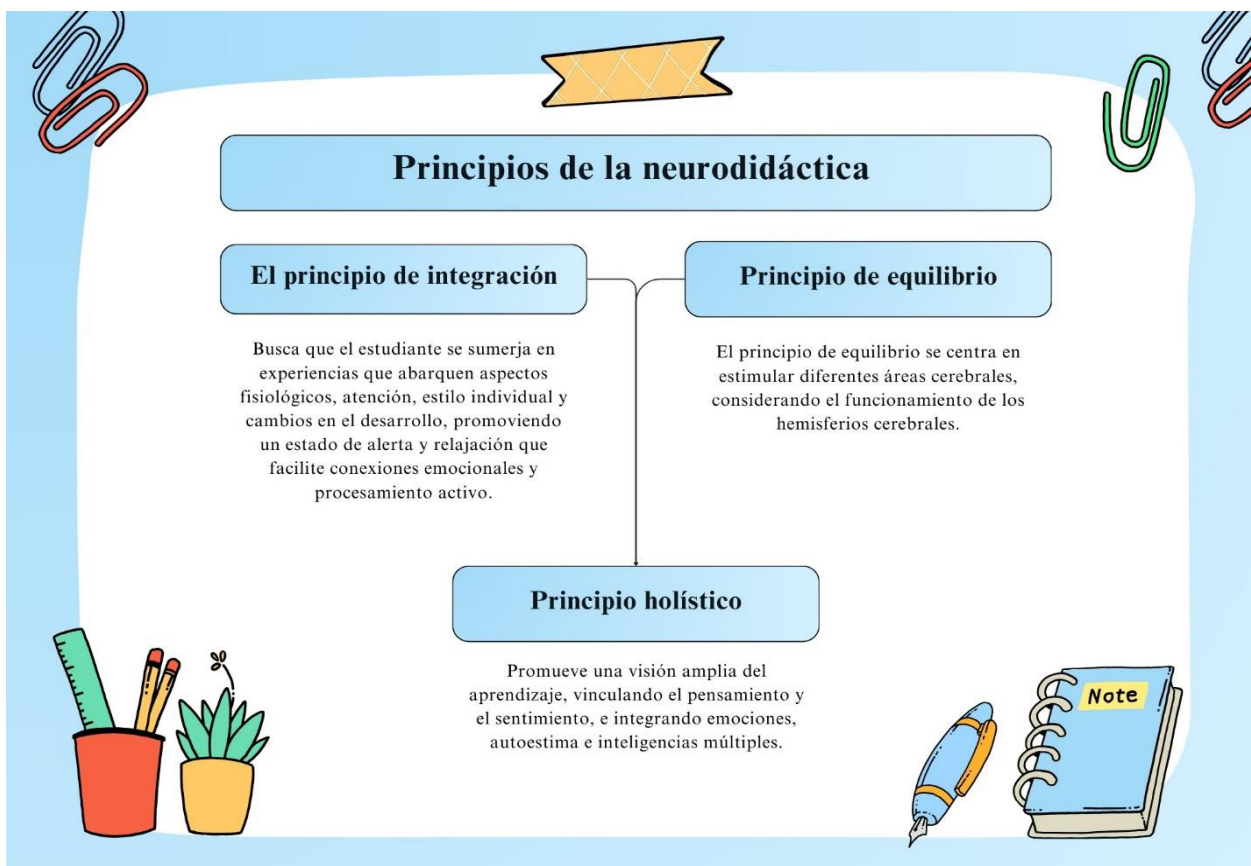 Principios de la neurodidáctica
El principio de integración
Busca que el estudiante se sumerja en
experiencias que abarquen aspectos
fisiológicos, atención, estilo individual y
cambios en el desarrollo, promoviendo
un estado de alerta y relajación que
facilite conexiones emocionales y
procesamiento activo.
Principio de equilibrio
El principio de equilibrio se centra en
estimular diferentes áreas cerebrales,
considerando el funcionamiento de los
hemisferios cerebrales.
Principio holístico
Promueve una visión amplia del
aprendizaje, vinculando el pensamiento y
el sentimiento, e integrando emociones,
autoestima e inteligencias múltiples.
Note